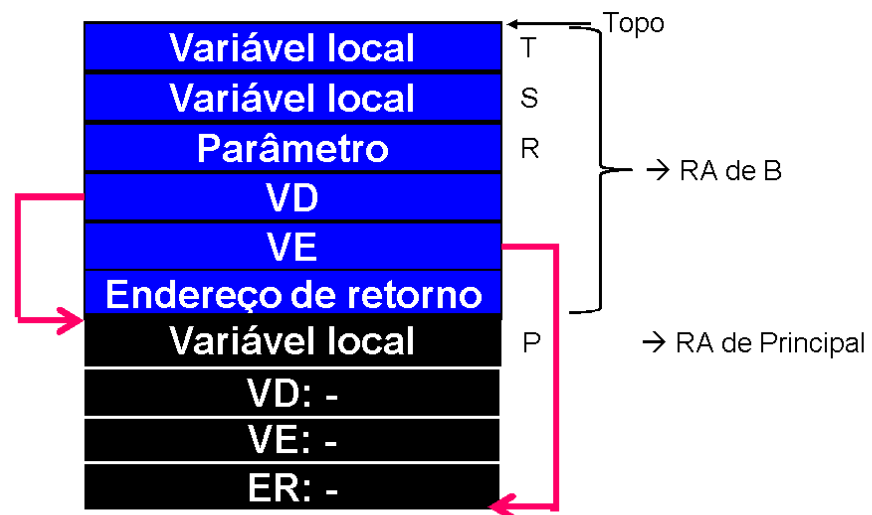 Topo
Variável local T
Variável local S
Parâmetro R
VD
→ RA de B
VE
Endereço de retorno
Variável local P → RA de Principal
VD: -
VE: -
ER: -